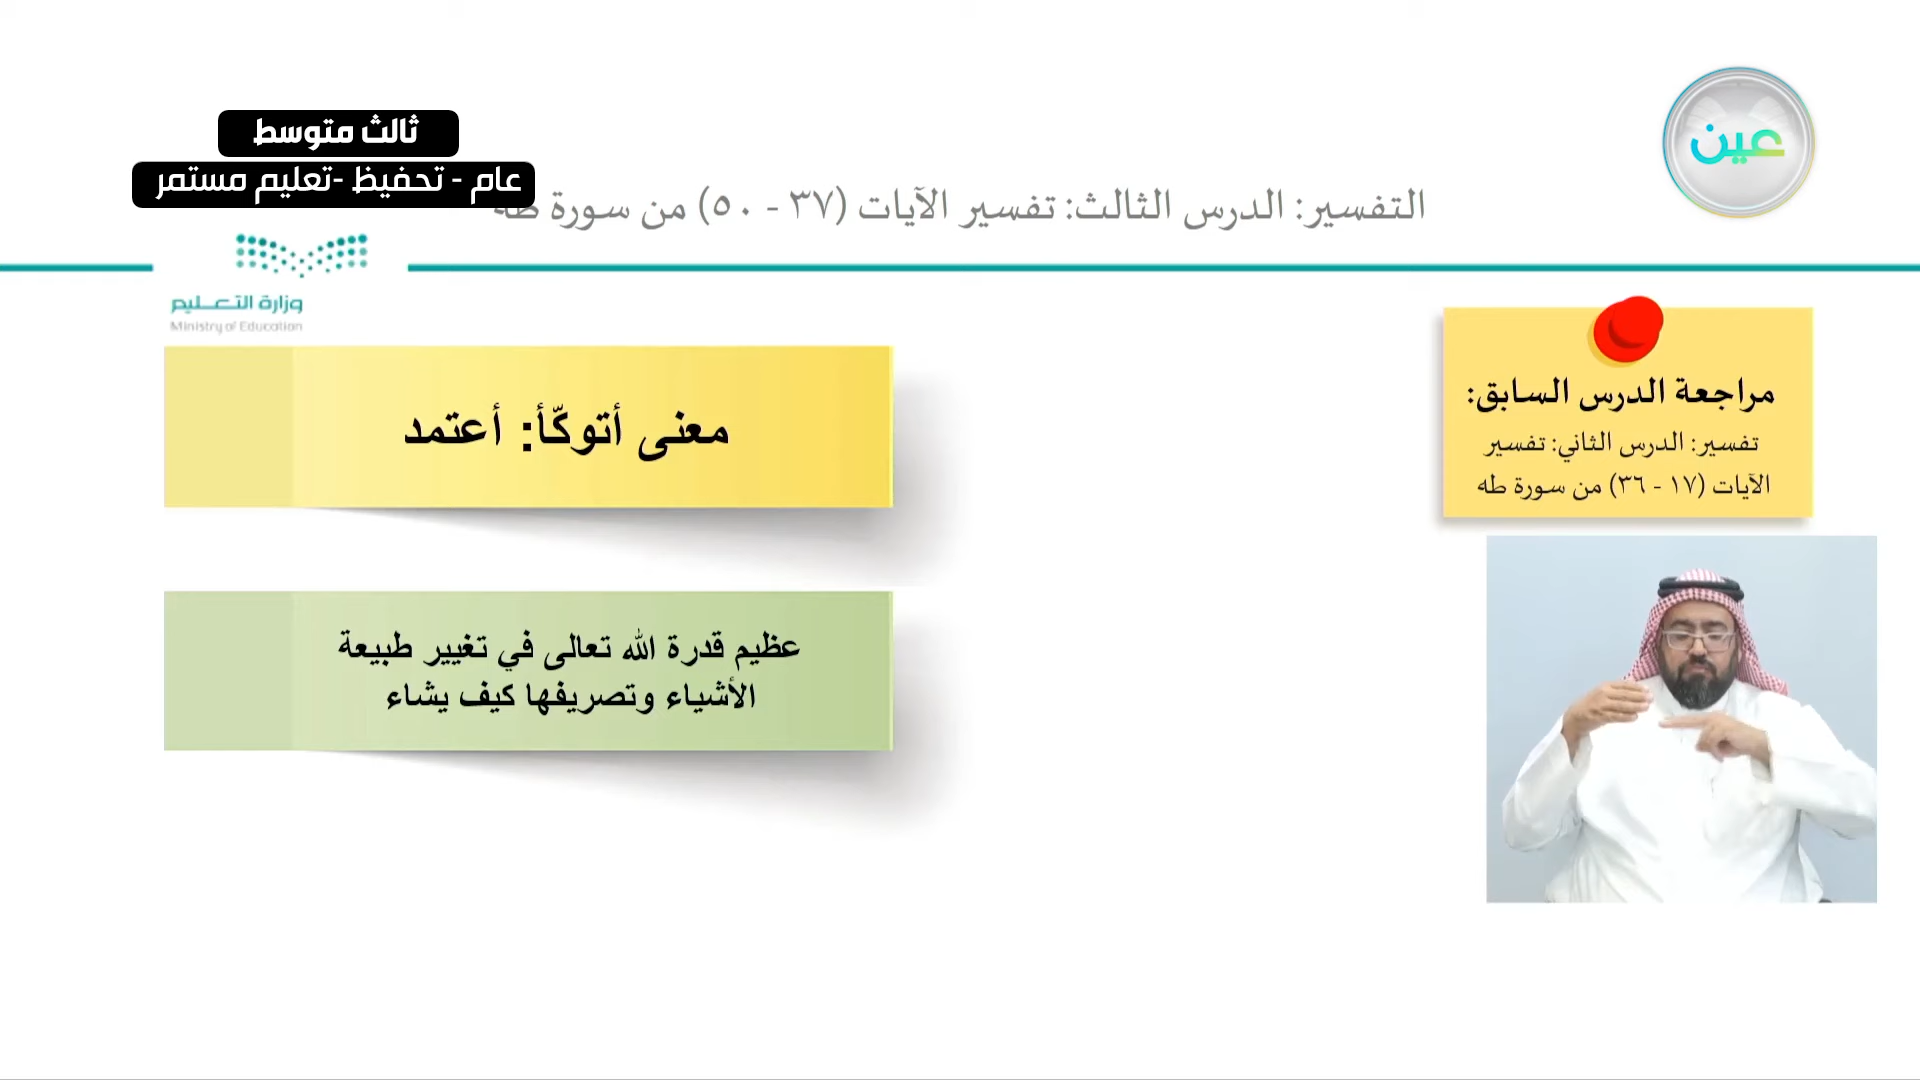 عين
ثالث متوسط
عام - تحفيظ -تعليم مستمر
التفسير: الدرس الثالث: تفسير الآيات (٣٧ - ٥٠) من سورة طه
وزارة التعليم
Ministry of Education
مراجعة الدرس السابق:
تفسير: الدرس الثاني: تفسير
الآيات (١٧ - ٣٦) من سورة طه
معنى أتوكّأ: أعتمد
عظيم قدرة الله تعالى في تغيير طبيعة
الأشياء وتصريفها كيف يشاء